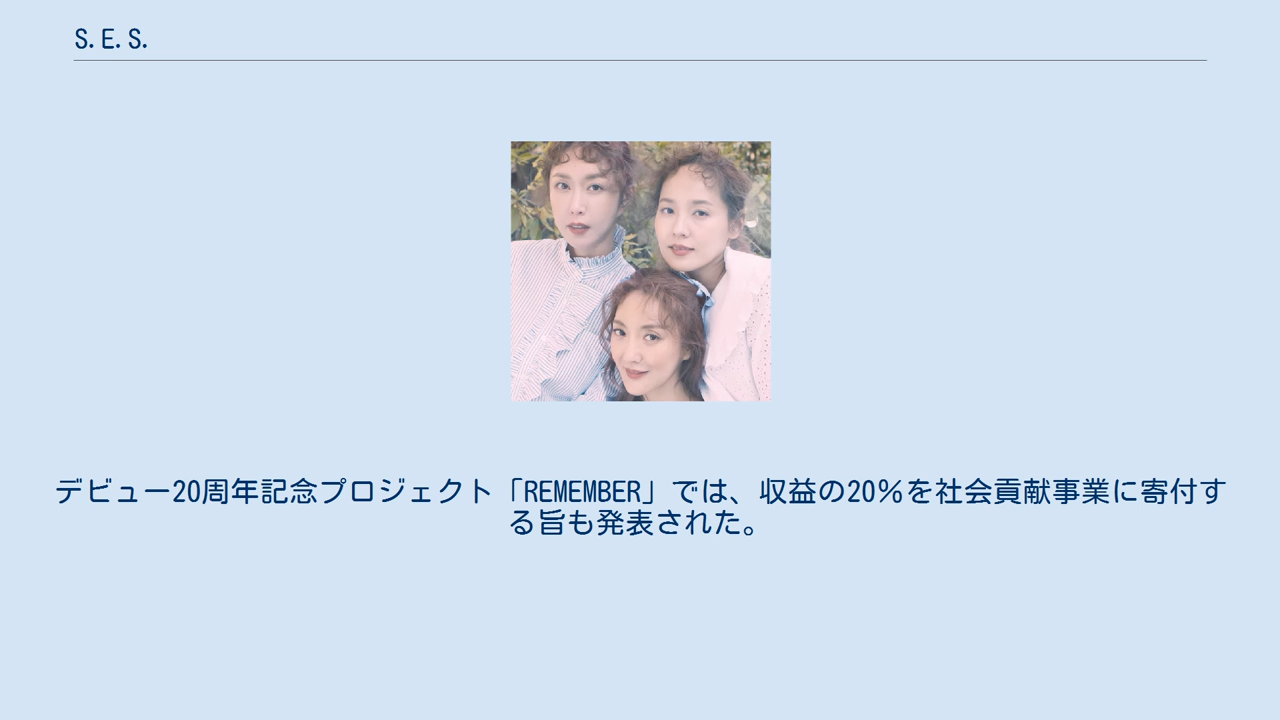 S.E.S.
デビュー20周年記念プロジェクト「REMEMBER」では、収益の20％を社会貢献事業に寄付す
る旨も発表された。